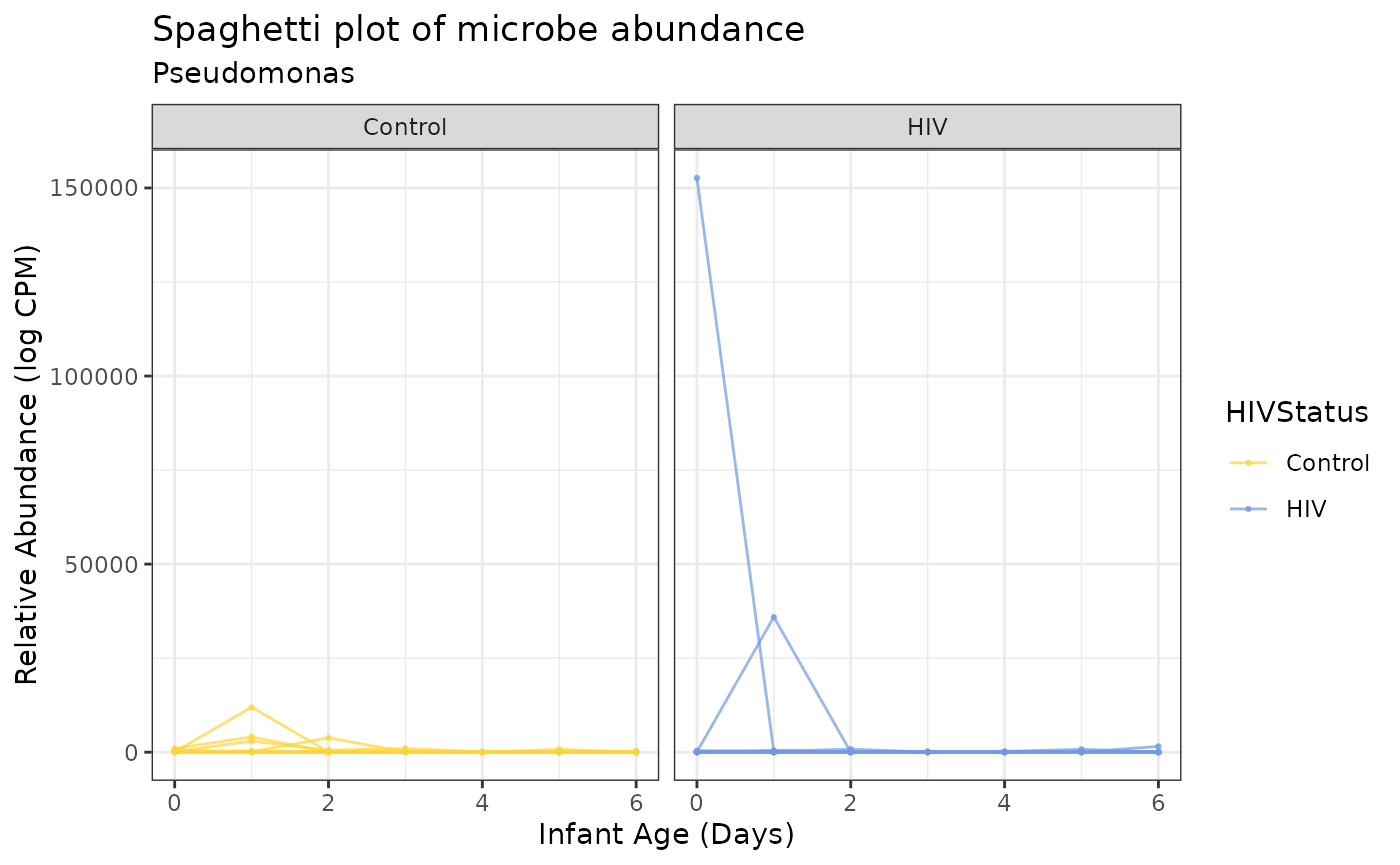 Spaghetti plot of microbe abundance
Pseudomonas
Control
HIV
150000
100000
50000
0
Relative Abundance (log CPM)
0 2 4 6
0 2 4 6
Infant Age (Days)
HIVStatus
Control
HIV